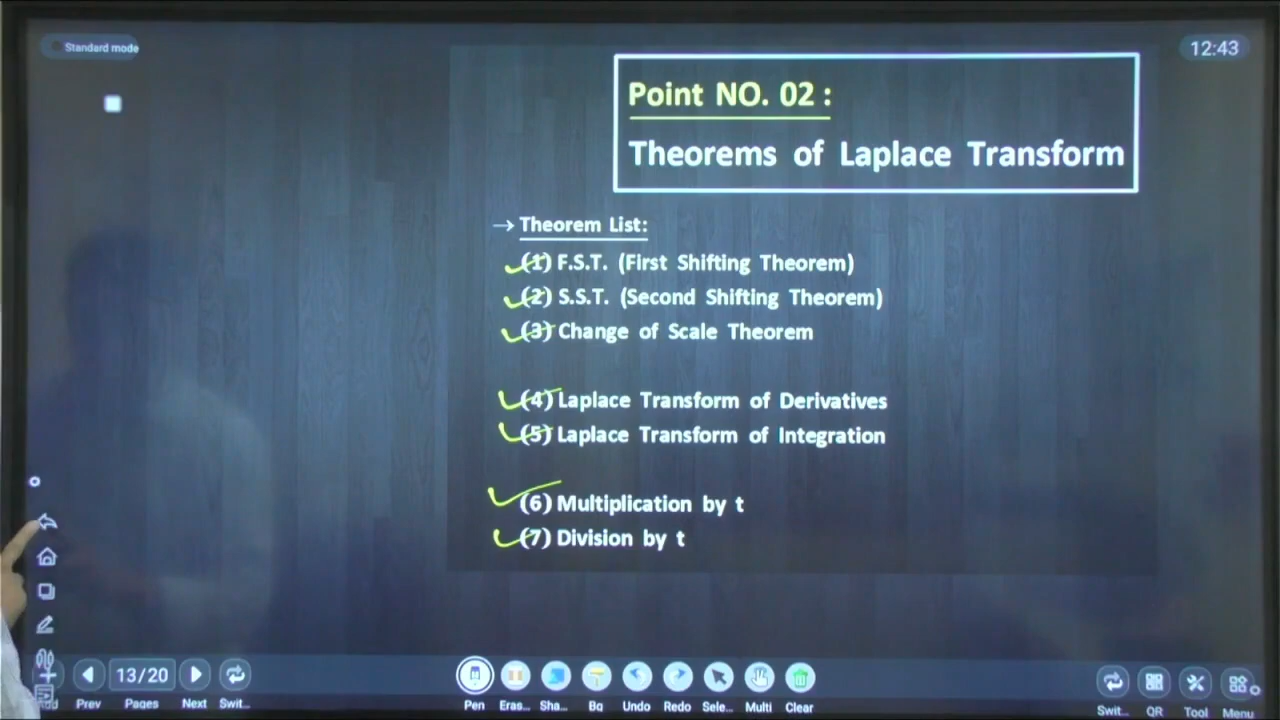 Standard mode
12:43
Point NO. 02 :
Theorems of Laplace Transform
→ Theorem List:
(1) F.S.T. (First Shifting Theorem)
(2) S.S.T. (Second Shifting Theorem)
(3) Change of Scale Theorem
(4) Laplace Transform of Derivatives
(5) Laplace Transform of Integration
(6) Multiplication by t
(7) Division by t
13/20
Prev Pages Next Swit...
Pen Eras... Sha... Bg Undo Redo Sele... Multi Clear
Swit... QR Tool Menu